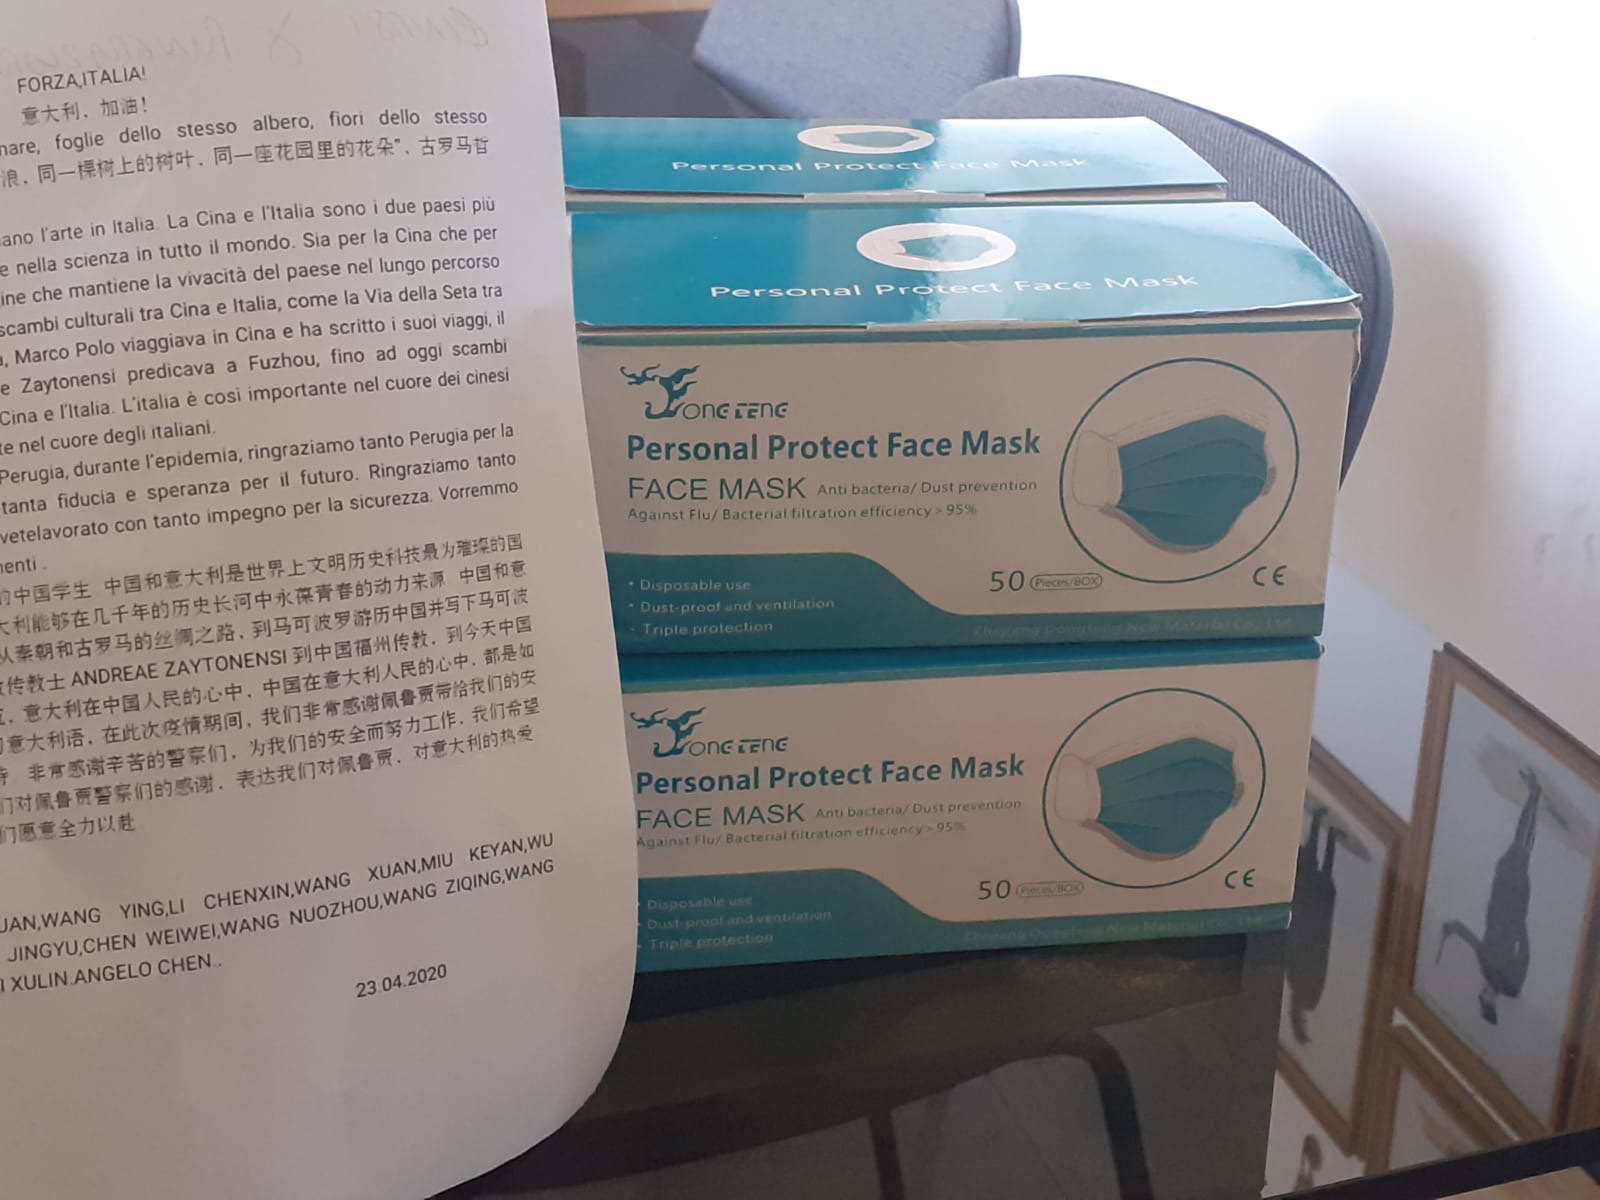 FORZA,ITALIA!
意大利，加油！
mare, foglie dello stesso albero, fiori dello stesso
浪，同一棵树上的树叶，同一座花园里的花朵”，古罗马哲
l'arte in Italia. La Cina e l'Italia sono i due paesi più
e nella scienza in tutto il mondo. Sia per la Cina che per
che mantiene la vivacità del paese nel lungo percorso
scambi culturali tra Cina e Italia, come la Via della Seta tra
Marco Polo viaggiava in Cina e ha scritto i suoi viaggi, il
e Zaytonensi predicava a Fuzhou, fino ad oggi scambi
Cina e l'Italia. L'italia è così importante nel cuore dei cinesi
nel cuore degli italiani.
Perugia, durante l'epidemia, ringraziamo tanto Perugia per la
tanta fiducia e speranza per il futuro. Ringraziamo tanto
vetelavorato con tanto impegno per la sicurezza. Vorremmo
menti .
的中国学生 中国和意大利是世界上文明历史科技最为璀璨的国
大利能够在几千年的历史长河中永葆青春的动力来源 中国和意
从秦朝和古罗马的丝绸之路，到马可波罗游历中国并写下马可波
传教士 ANDREAE ZAYTONENSI 到中国福州传教，到今天中国
意大利在中国人民的心中，中国在意大利人民的心中，都是如
意大利语，在此次疫情期间，我们非常感谢佩鲁贾带给我们的安
非常感谢辛苦的警察们，为我们的安全而努力工作，我们希望
们对佩鲁贾警察们的感谢，表达我们对佩鲁贾，对意大利的热爱
们愿意全力以赴
UAN,WANG YING,LI CHENXIN,WANG XUAN,MIU KEYAN,WU
JINGYU,CHEN WEIWEI,WANG NUOZHOU,WANG ZIQING,WANG
I XULIN.ANGELO CHEN..
23.04.2020
Personal Protect Face Mask
Personal Protect Face Mask
YONGTENG
Personal Protect Face Mask
FACE MASK Anti bacteria/ Dust prevention
Against Flu/ Bacterial filtration efficiency > 95%
50 Pieces/BOX
CE
• Disposable use
• Dust-proof and ventilation
• Triple protection
Dongteng New Material Co., Ltd
YONGTENG
Personal Protect Face Mask
FACE MASK Anti bacteria/ Dust prevention
Against Flu/ Bacterial filtration efficiency > 95%
50 Pieces/BOX
CE
• Disposable use
• Dust-proof and ventilation
• Triple protection
Dongteng New Material Co., Ltd